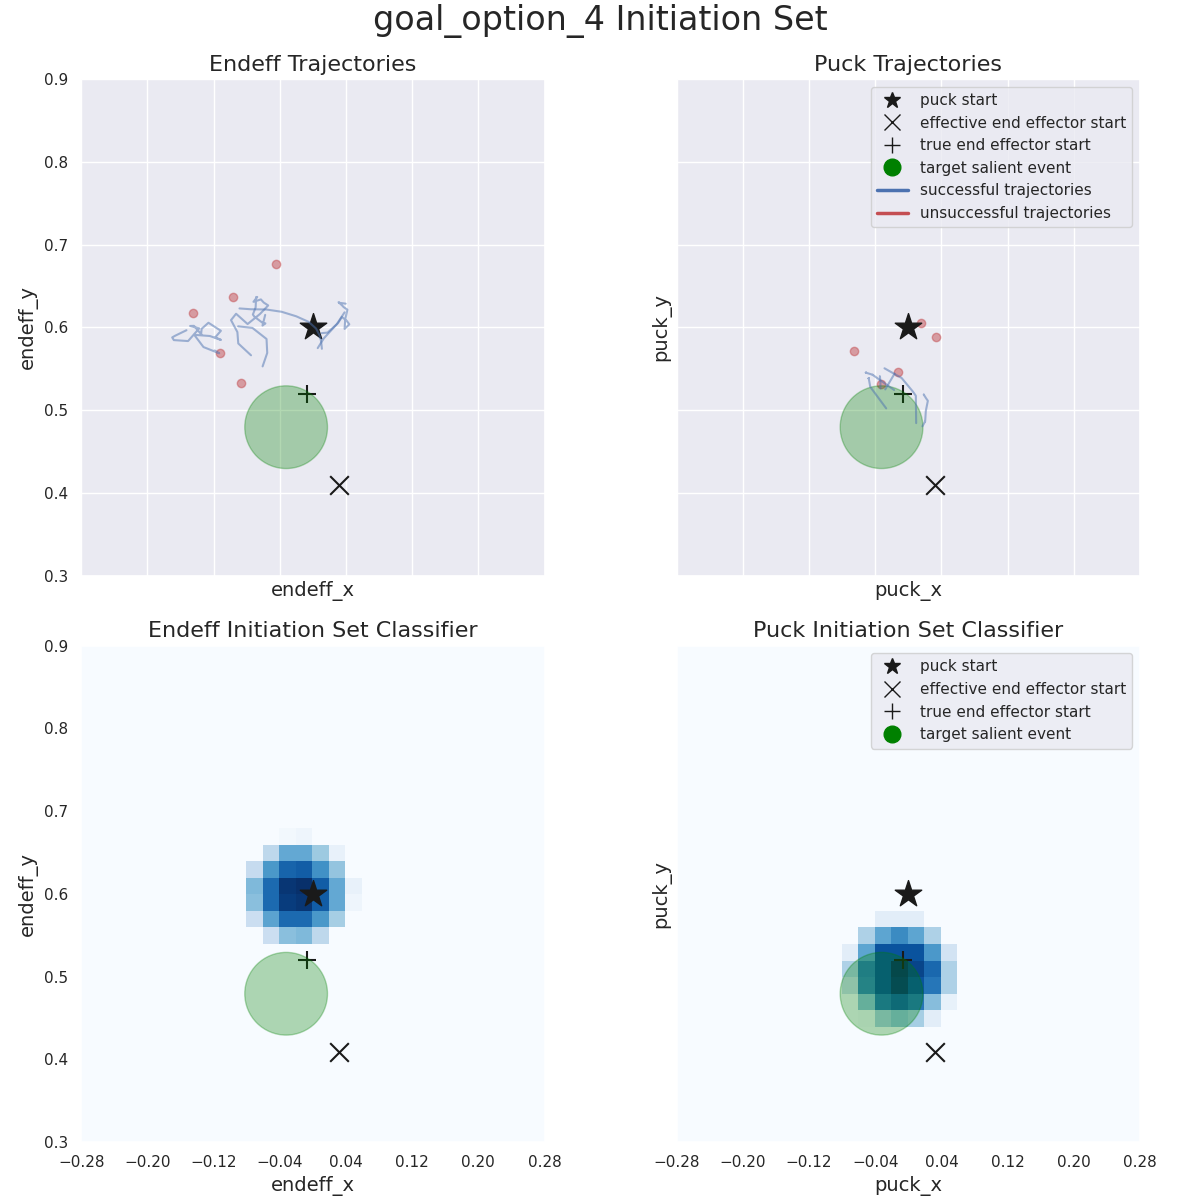 goal_option_4 Initiation Set
Endeff Trajectories
endeff_y
0.9
0.8
0.7
0.6
0.5
0.4
0.3
endeff_x
Puck Trajectories
puck_y
puck start
effective end effector start
true end effector start
target salient event
successful trajectories
unsuccessful trajectories
puck_x
Endeff Initiation Set Classifier
endeff_y
0.9
0.8
0.7
0.6
0.5
0.4
0.3
−0.28 −0.20 −0.12 −0.04 0.04 0.12 0.20 0.28
endeff_x
Puck Initiation Set Classifier
puck_y
puck start
effective end effector start
true end effector start
target salient event
−0.28 −0.20 −0.12 −0.04 0.04 0.12 0.20 0.28
puck_x